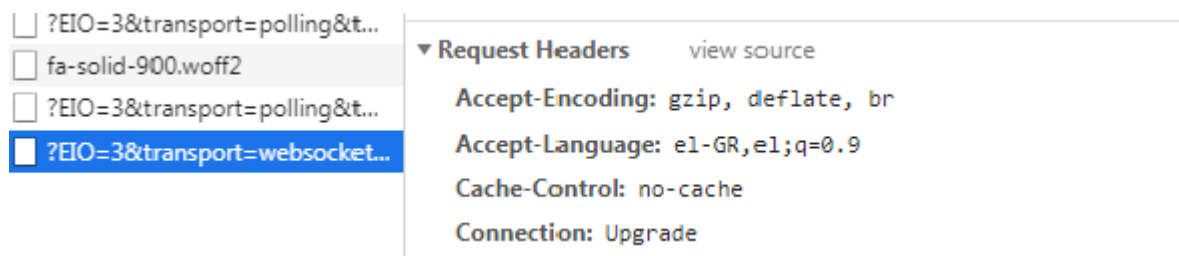 ?EIO=3&transport=polling&t...
fa-solid-900.woff2
?EIO=3&transport=polling&t...
?EIO=3&transport=websocket...
Request Headers view source
Accept-Encoding: gzip, deflate, br
Accept-Language: el-GR,el;q=0.9
Cache-Control: no-cache
Connection: Upgrade